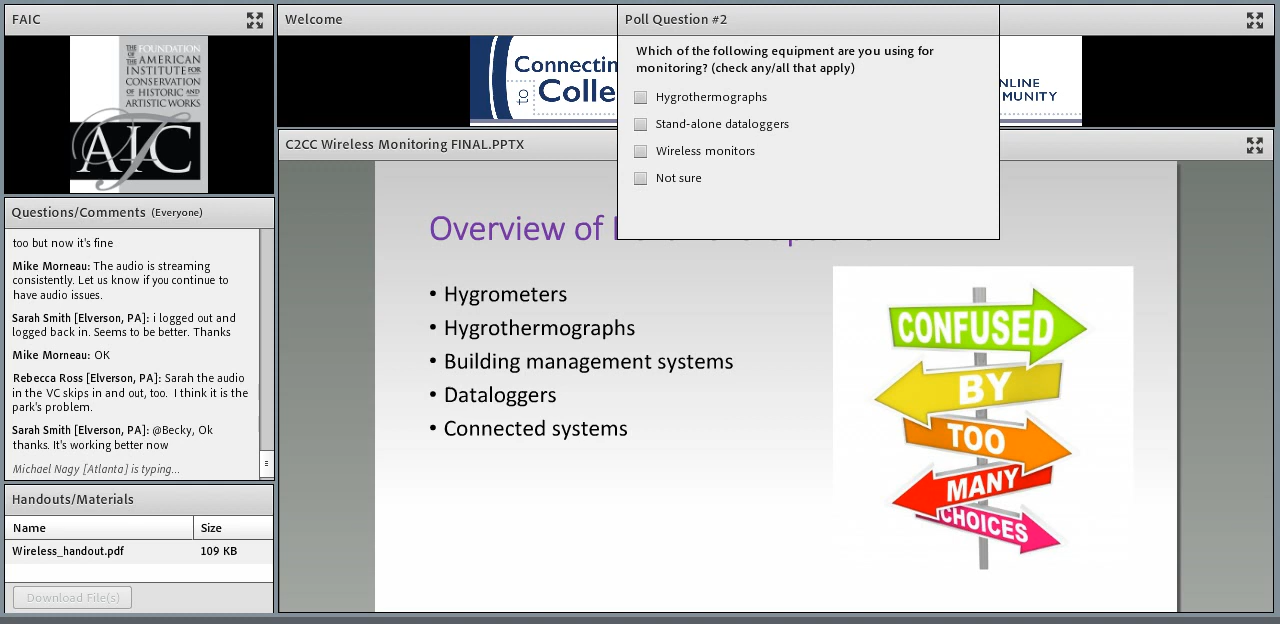 FAIC
THE FOUNDATION
OF THE AMERICAN
INSTITUTE FOR
CONSERVATION
OF HISTORIC AND
ARTISTIC WORKS
AIC
Welcome
Connectin
to Colle
NLINE
MUNITY
Poll Question #2
Which of the following equipment are you using for
monitoring? (check any/all that apply)
Hygrothermographs
Stand-alone dataloggers
Wireless monitors
Not sure
Questions/Comments (Everyone)
too but now it's fine
Mike Morneau: The audio is streaming
consistently. Let us know if you continue to
have audio issues.
Sarah Smith [Elverson, PA]: i logged out and
logged back in. Seems to be better. Thanks
Mike Morneau: OK
Rebecca Ross [Elverson, PA]: Sarah the audio
in the VC skips in and out, too. I think it is the
park's problem.
Sarah Smith [Elverson, PA]: @Becky, Ok
thanks. It's working better now
Michael Nagy [Atlanta] is typing...
Handouts/Materials
Name Size
Wireless_handout.pdf 109 KB
Download File(s)
C2CC Wireless Monitoring FINAL.PPTX
Overview of
• Hygrometers
• Hygrothermographs
• Building management systems
• Dataloggers
• Connected systems
CONFUSED
BY
TOO
MANY
CHOICES